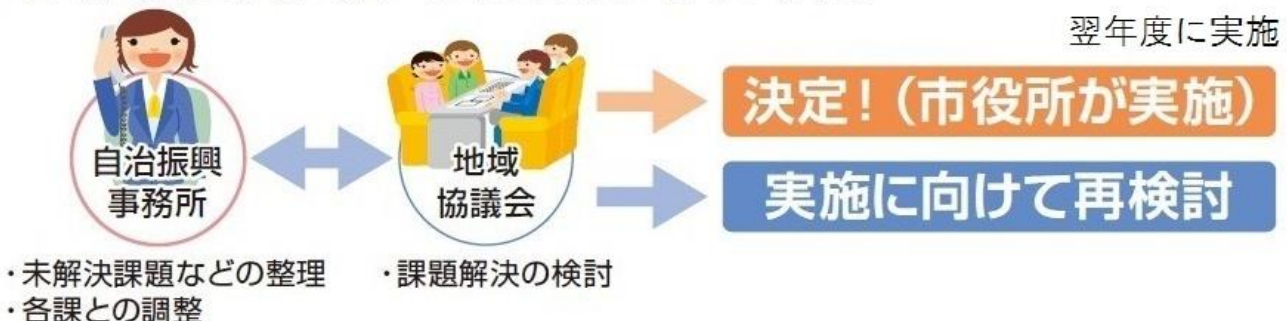 翌年度に実施
自治振興
事務所
地域
協議会
決定!(市役所が実施)
実施に向けて再検討
・未解決課題などの整理
・各課との調整
・課題解決の検討